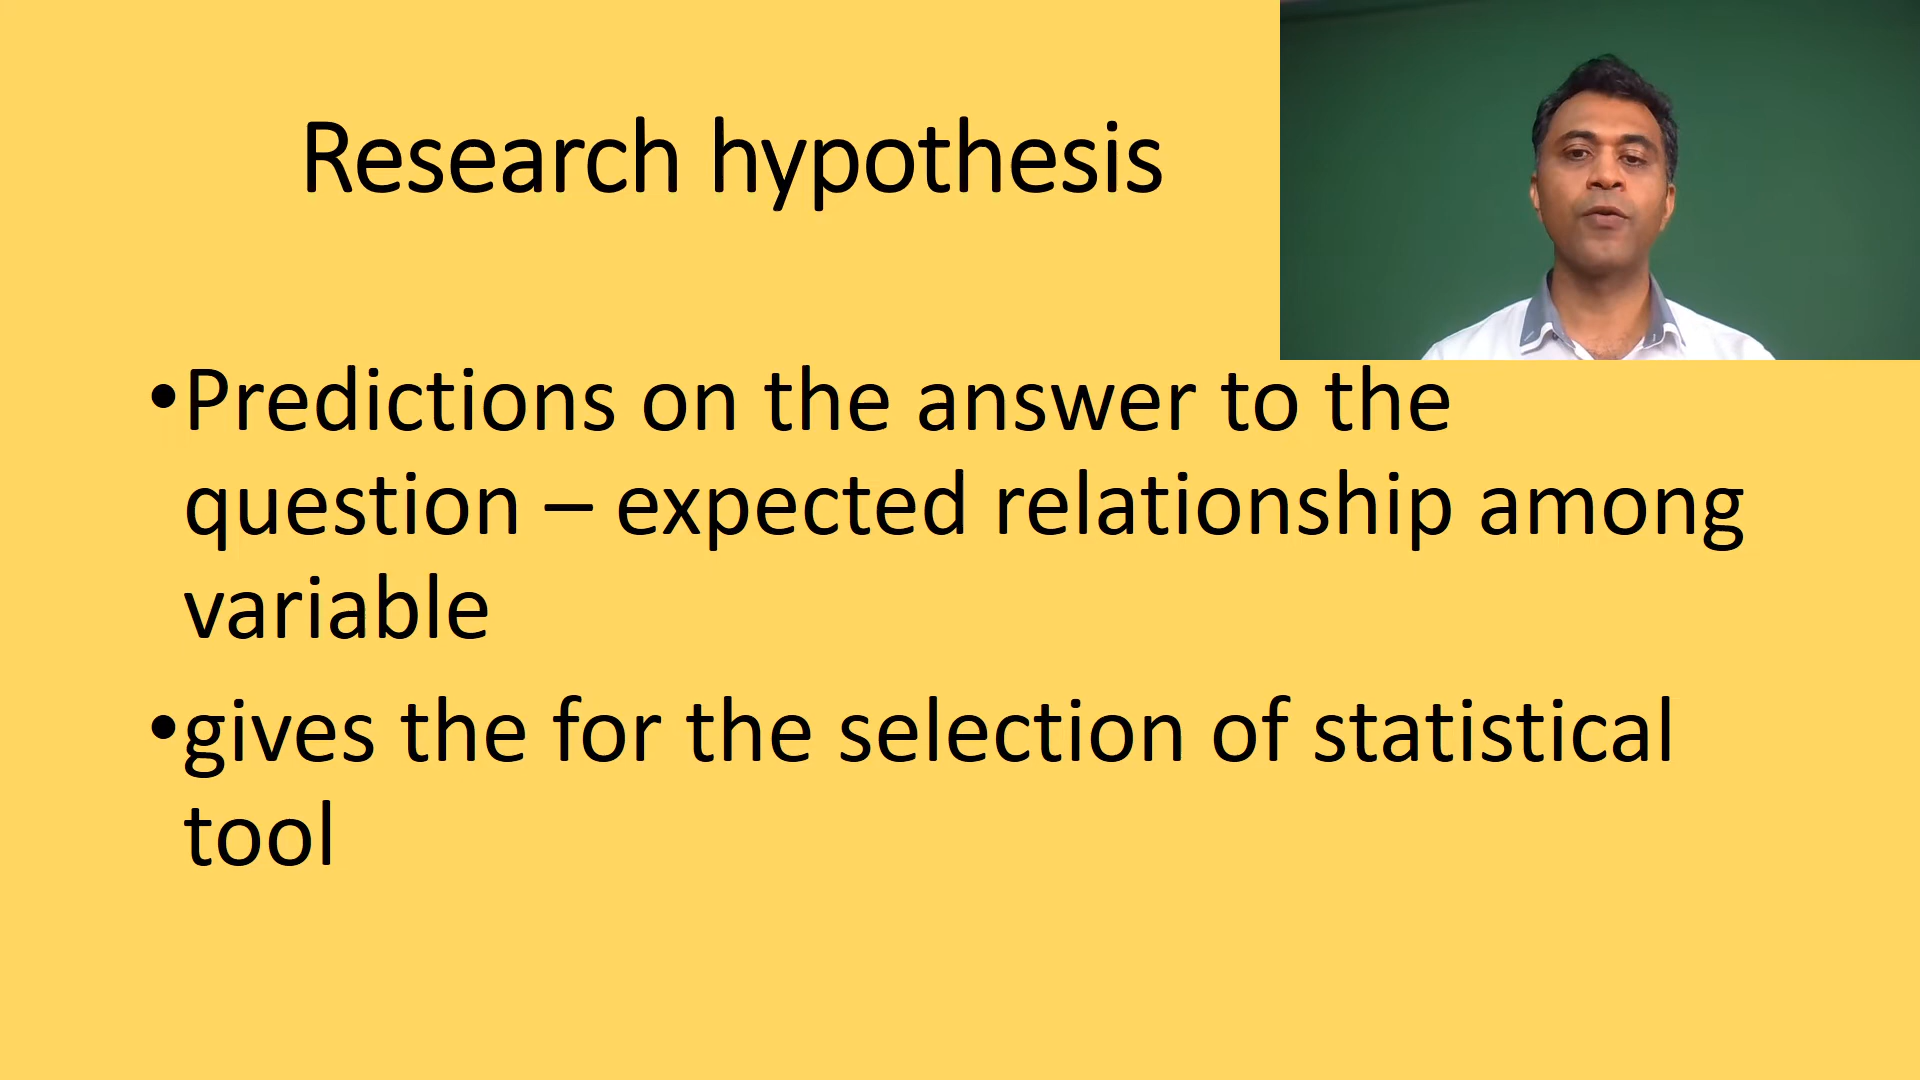 Research hypothesis
•Predictions on the answer to the
question – expected relationship among
variable
•gives the for the selection of statistical
tool